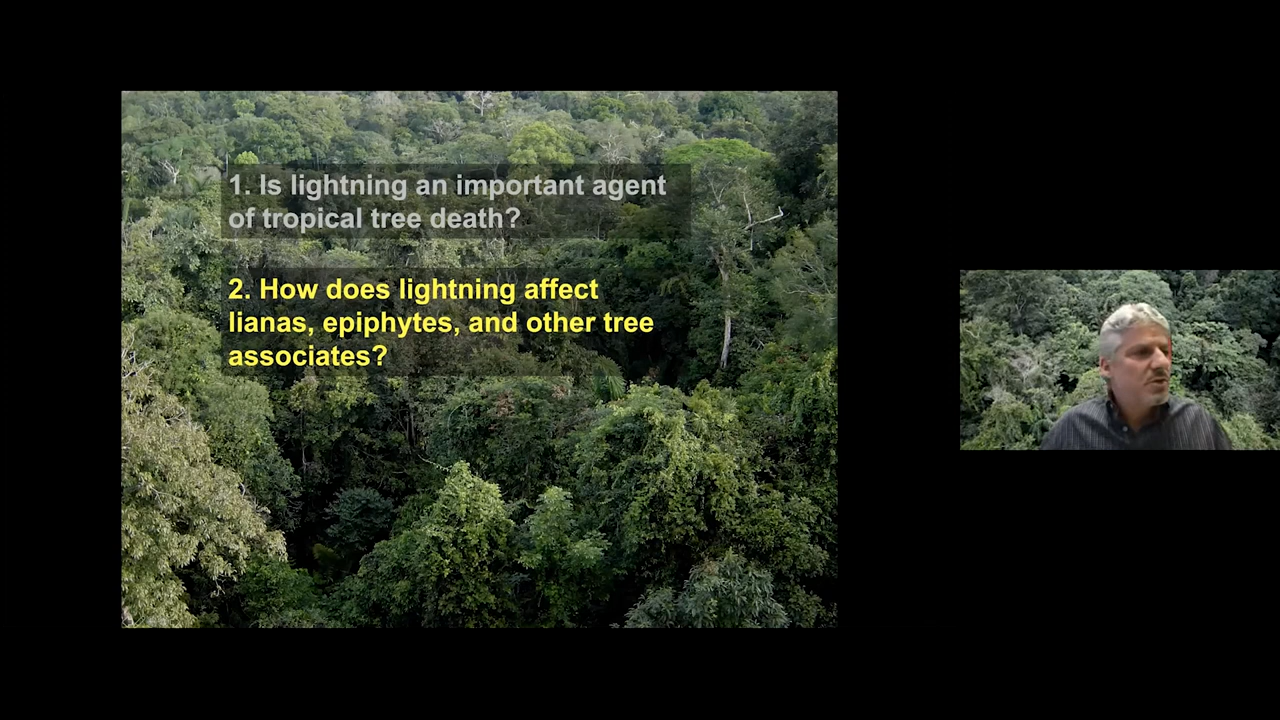 1. Is lightning an important agent
of tropical tree death?
2. How does lightning affect
lianas, epiphytes, and other tree
associates?